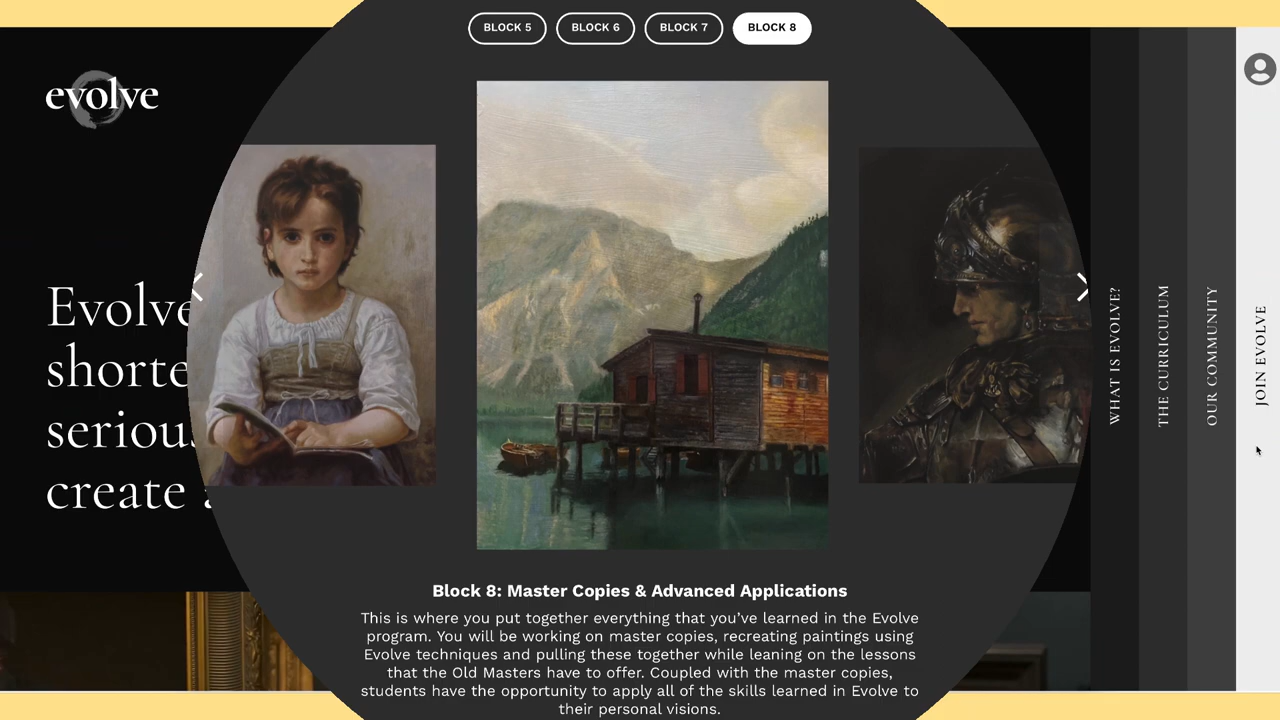 BLOCK 5
BLOCK 6
BLOCK 7
BLOCK 8
evolve
Evolve
shorte
serious
create a
WHAT IS EVOLVE?
THE CURRICULUM
OUR COMMUNITY
JOIN EVOLVE
Block 8: Master Copies & Advanced Applications
This is where you put together everything that you’ve learned in the Evolve
program. You will be working on master copies, recreating paintings using
Evolve techniques and pulling these together while leaning on the lessons
that the Old Masters have to offer. Coupled with the master copies,
students have the opportunity to apply all of the skills learned in Evolve to
their personal visions.